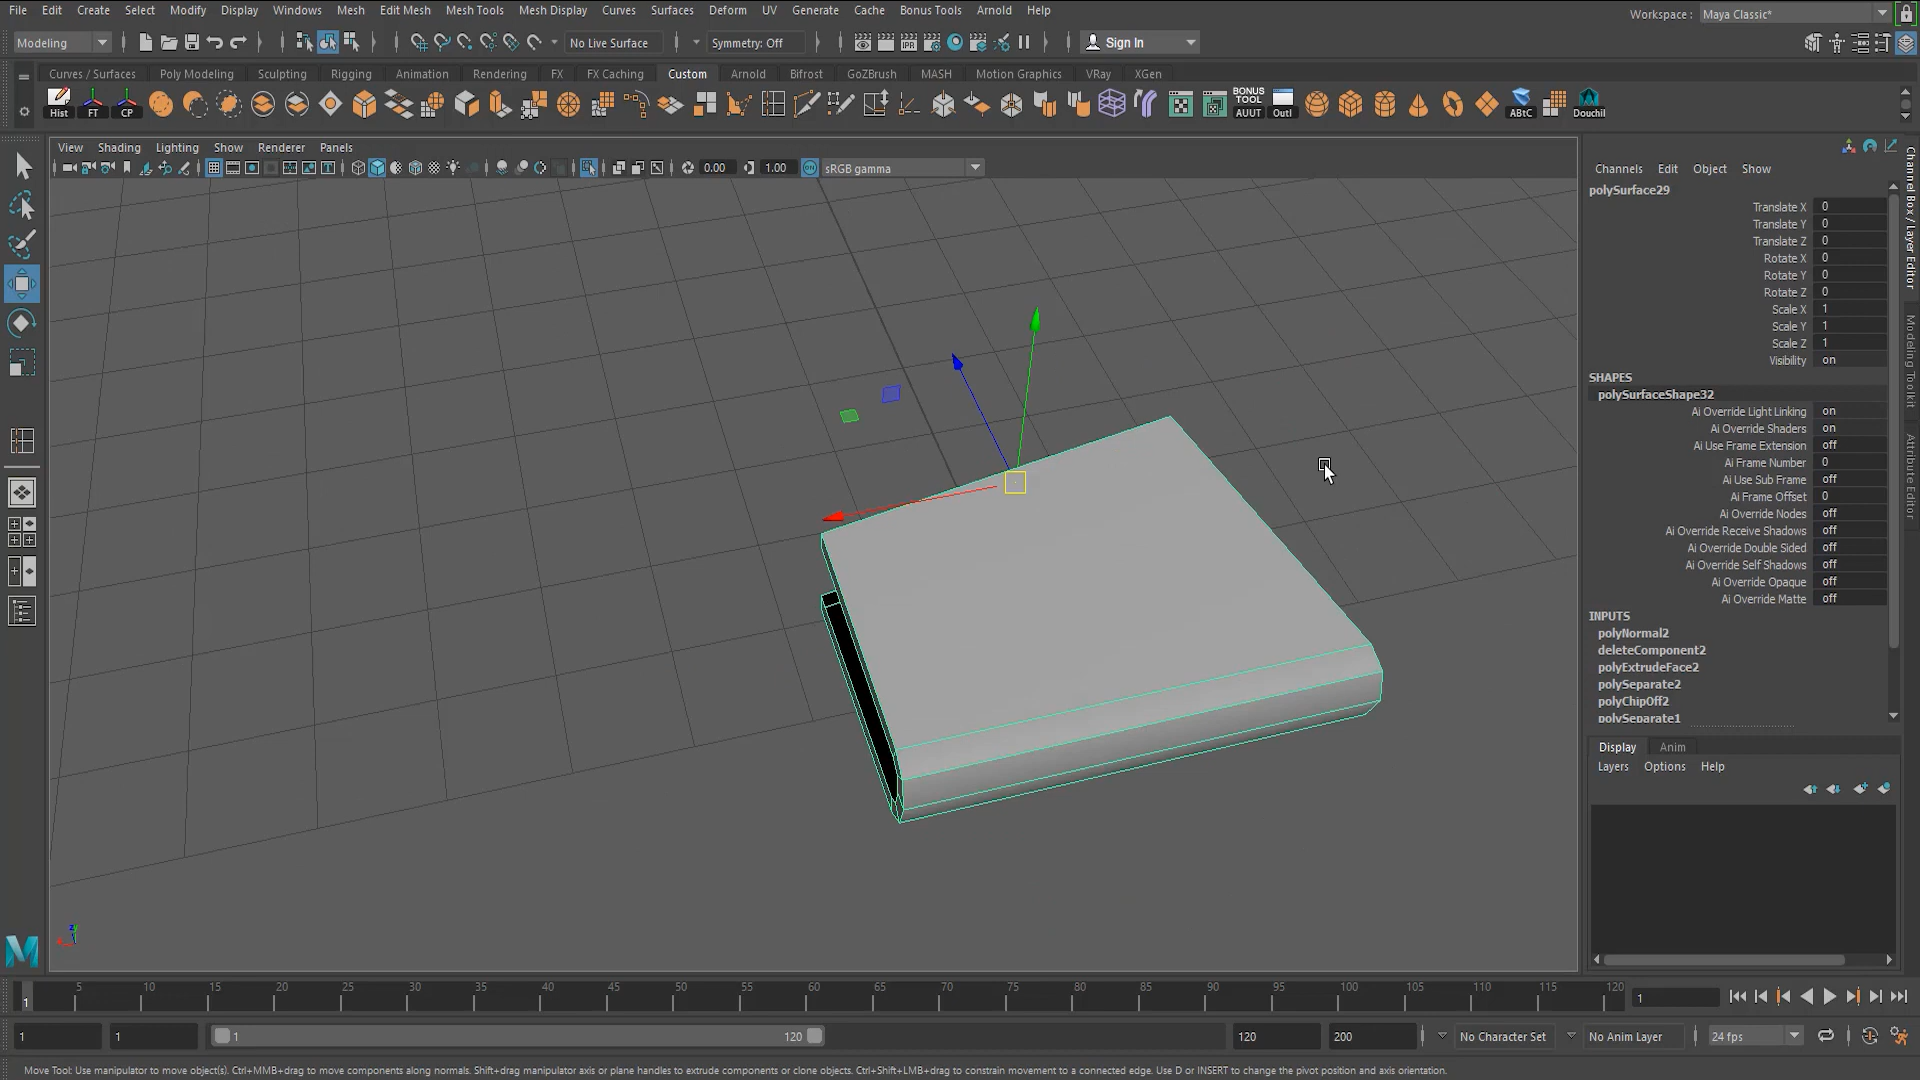 File Edit Create Select Modify Display Windows Mesh Edit Mesh Mesh Tools Mesh Display Curves Surfaces Deform UV Generate Cache Bonus Tools Arnold Help
Workspace : Maya Classic*
Modeling No Live Surface Symmetry: Off IPR Sign In
Curves / Surfaces Poly Modeling Sculpting Rigging Animation Rendering FX FX Caching Custom Arnold Bifrost GoZBrush MASH Motion Graphics VRay XGen
Hist FT CP BONUS TOOL AUUT Outl ABtC Douchil
View Shading Lighting Show Renderer Panels
0.00 1.00 ON sRGB gamma
Channels Edit Object Show
polySurface29
Translate X 0
Translate Y 0
Translate Z 0
Rotate X 0
Rotate Y 0
Rotate Z 0
Scale X 1
Scale Y 1
Scale Z 1
Visibility on
SHAPES
polySurfaceShape32
Ai Override Light Linking on
Ai Override Shaders on
Ai Use Frame Extension off
Ai Frame Number 0
Ai Use Sub Frame off
Ai Frame Offset 0
Ai Override Nodes off
Ai Override Receive Shadows off
Ai Override Double Sided off
Ai Override Self Shadows off
Ai Override Opaque off
Ai Override Matte off
INPUTS
polyNormal2
deleteComponent2
polyExtrudeFace2
polySeparate2
polyChipOff2
polySeparate1
Channel Box / Layer Editor
Modeling Toolkit
Attribute Editor
Display Anim
Layers Options Help
1 5 10 15 20 25 30 35 40 45 50 55 60 65 70 75 80 85 90 95 100 105 110 115 120 1
1 1 1 120 120 200 No Character Set No Anim Layer 24 fps
Move Tool: Use manipulator to move object(s). Ctrl+MMB+drag to move components along normals. Shift+drag manipulator axis or plane handles to extrude components or clone objects. Ctrl+Shift+LMB+drag to constrain movement to a connected edge. Use D or INSERT to change the pivot position and axis orientation.